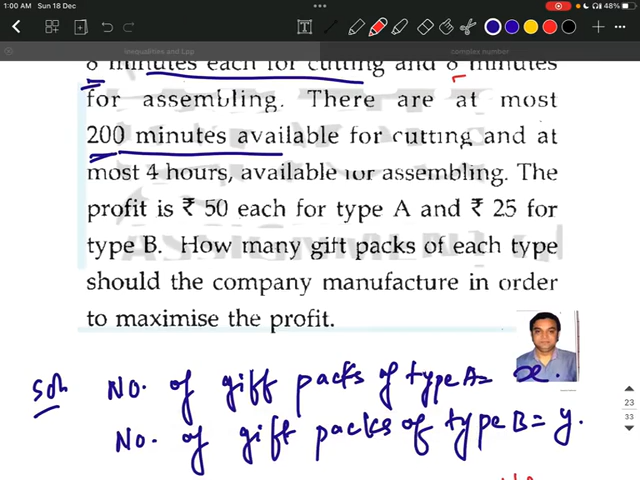 1:00 AM Sun 18 Dec
48%
Inequalities and Lpp
complex number
8 minutes each for cutting and 8 minutes
for assembling. There are at most
200 minutes available for cutting and at
most 4 hours, available for assembling. The
profit is ₹ 50 each for type A and ₹ 25 for
type B. How many gift packs of each type
should the company manufacture in order
to maximise the profit.
Soln No. of giff packs of type A = x.
No. of gift packs of type B = y.
23
33